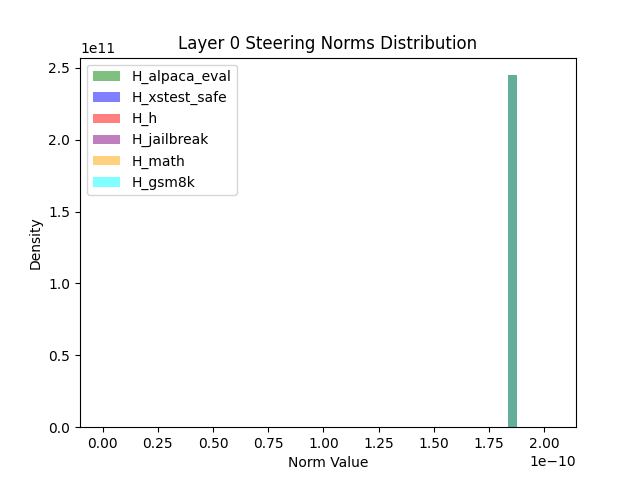 Layer 0 Steering Norms Distribution
1e11
H_alpaca_eval
H_xstest_safe
H_h
H_jailbreak
H_math
H_gsm8k
2.5
2.0
1.5
1.0
0.5
0.0
Density
0.00 0.25 0.50 0.75 1.00 1.25 1.50 1.75 2.00
Norm Value
1e−10